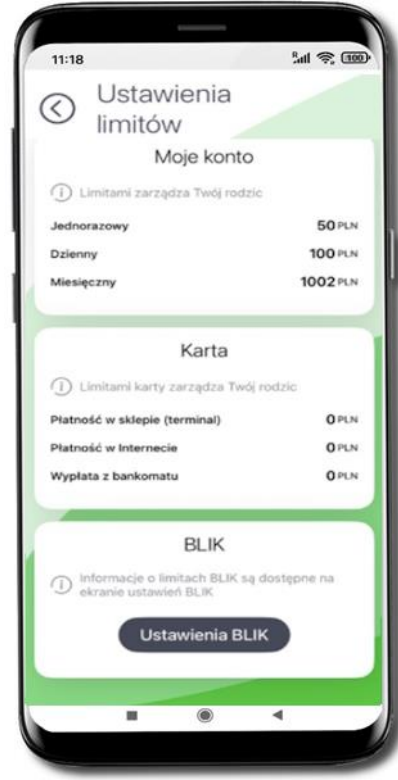 11:18
R
100
Ustawienia
limitów
Moje konto
Limitami zarządza Twój rodzic
Jednorazowy 50 PLN
Dzienny 100 PLN
Miesięczny 1002 PLN
Karta
Limitami karty zarządza Twój rodzic
Płatność w sklepie (terminal) 0 PLN
Płatność w Internecie 0 PLN
Wypłata z bankomatu 0 PLN
BLIK
Informacje o limitach BLIK są dostępne na
ekranie ustawień BLIK
Ustawienia BLIK